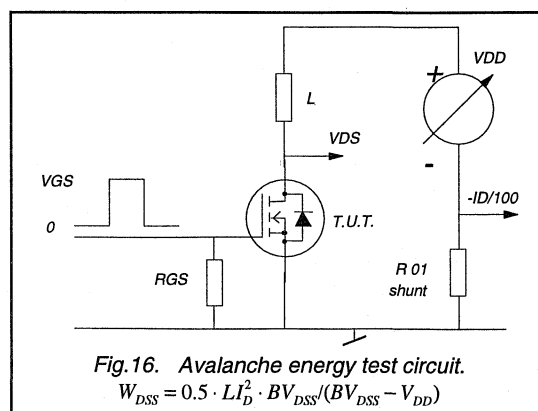 VDD
+
L
VDS
-
VGS
-ID/100
0
T.U.T.
RGS
R 01
shunt
Fig.16. Avalanche energy test circuit.
W_DSS = 0.5 · LI_D^2 · BV_DSS/(BV_DSS − V_DD)